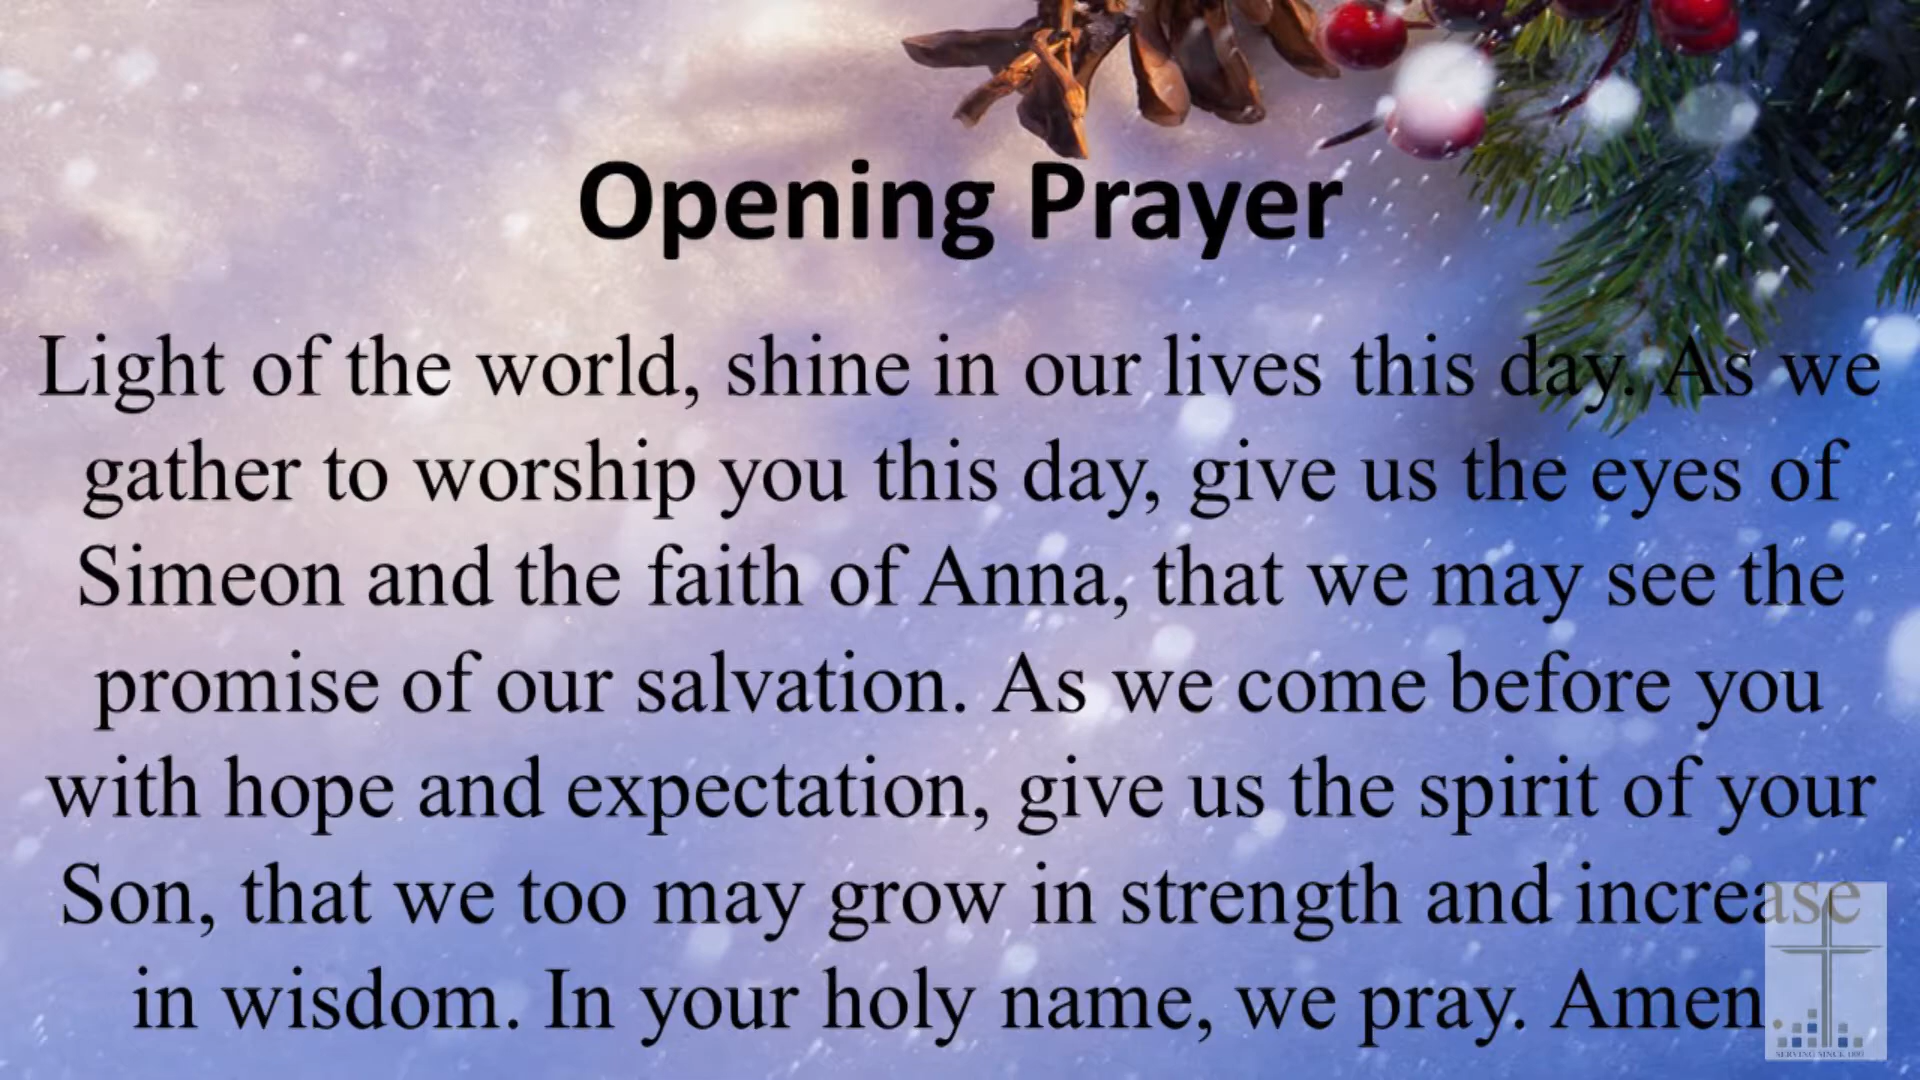 Opening Prayer
Light of the world, shine in our lives this day. As we
gather to worship you this day, give us the eyes of
Simeon and the faith of Anna, that we may see the
promise of our salvation. As we come before you
with hope and expectation, give us the spirit of your
Son, that we too may grow in strength and increase
in wisdom. In your holy name, we pray. Amen
SERVING SINCE